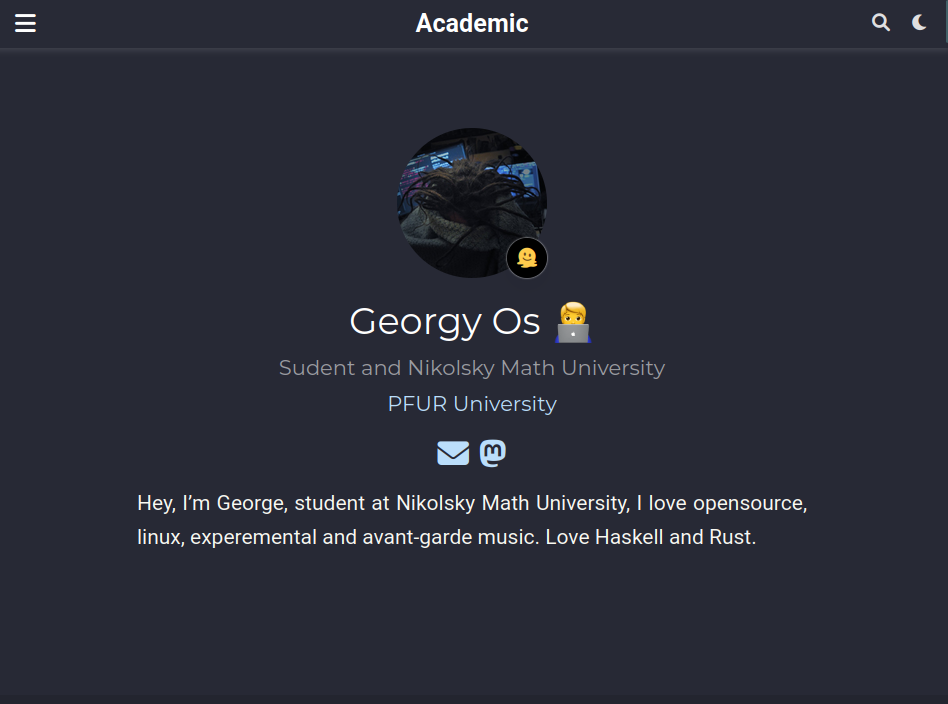 Academic
Georgy Os 🧑‍💻
Sudent and Nikolsky Math University
PFUR University
Hey, I’m George, student at Nikolsky Math University, I love opensource,
linux, experemental and avant-garde music. Love Haskell and Rust.